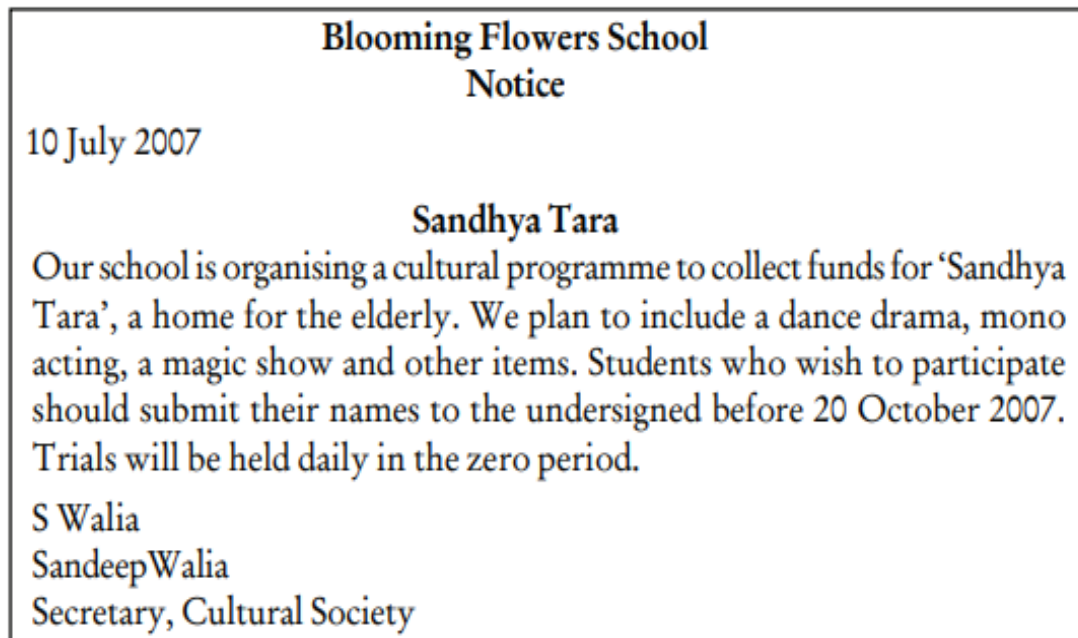 Blooming Flowers School
Notice
10 July 2007
Sandhya Tara
Our school is organising a cultural programme to collect funds for ‘Sandhya
Tara’, a home for the elderly. We plan to include a dance drama, mono
acting, a magic show and other items. Students who wish to participate
should submit their names to the undersigned before 20 October 2007.
Trials will be held daily in the zero period.
S Walia
SandeepWalia
Secretary, Cultural Society